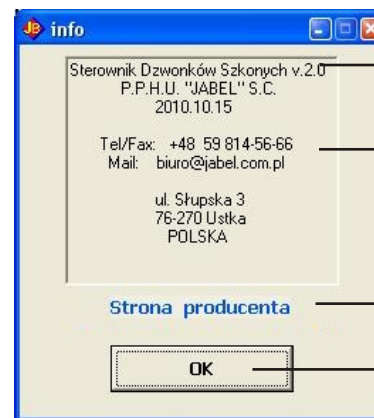 JB info
Sterownik Dzwonków Szkonych v.2.0
P.P.H.U. "JABEL" S.C.
2010.10.15
Tel/Fax: +48 59 814-56-66
Mail: biuro@jabel.com.pl
ul. Słupska 3
76-270 Ustka
POLSKA
Strona producenta
OK